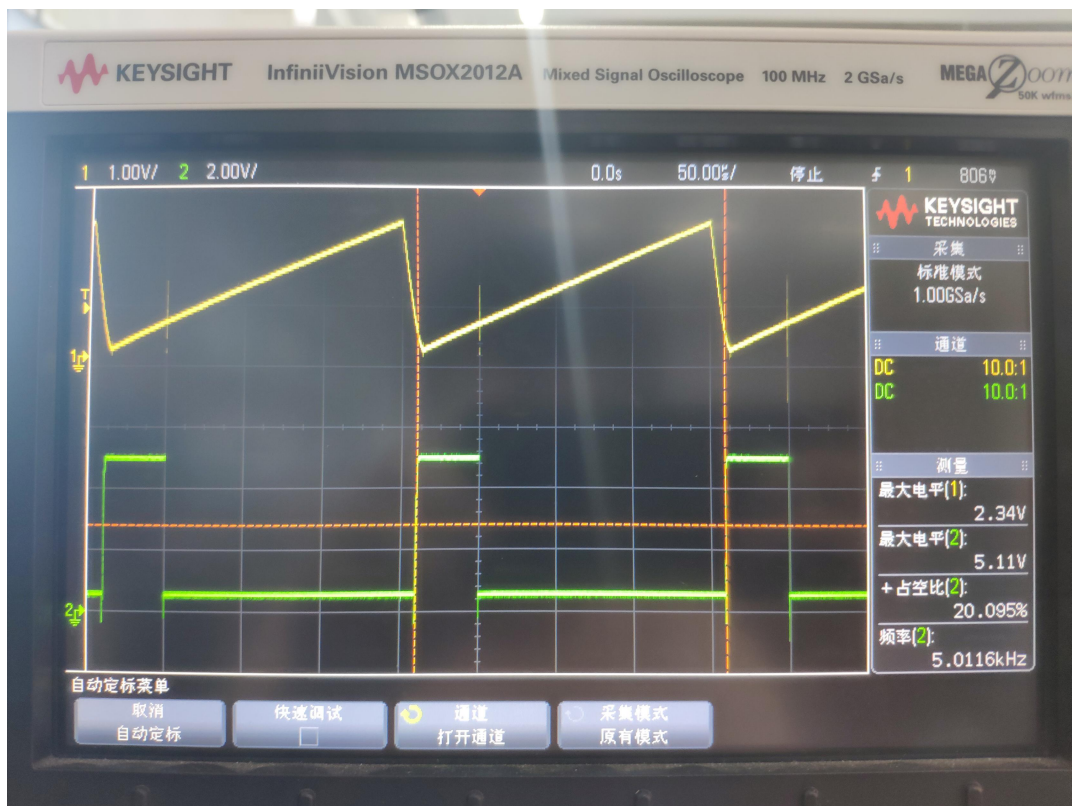 KEYSIGHT InfiniiVision MSOX2012A Mixed Signal Oscilloscope 100 MHz 2 GSa/s MEGA Zoom
50K wfms
1 1.00V/ 2 2.00V/ 0.0s 50.00㎲/ 停止 1 806㎷
KEYSIGHT
TECHNOLOGIES
采集
标准模式
1.00GSa/s
T
通道
1
DC 10.0:1
DC 10.0:1
测量
最大电平(1):
2.34V
最大电平(2):
5.11V
+占空比(2):
20.095%
2
频率(2):
5.0116kHz
自动定标菜单
取消
自动定标
快速调试
通道
打开通道
采集模式
原有模式